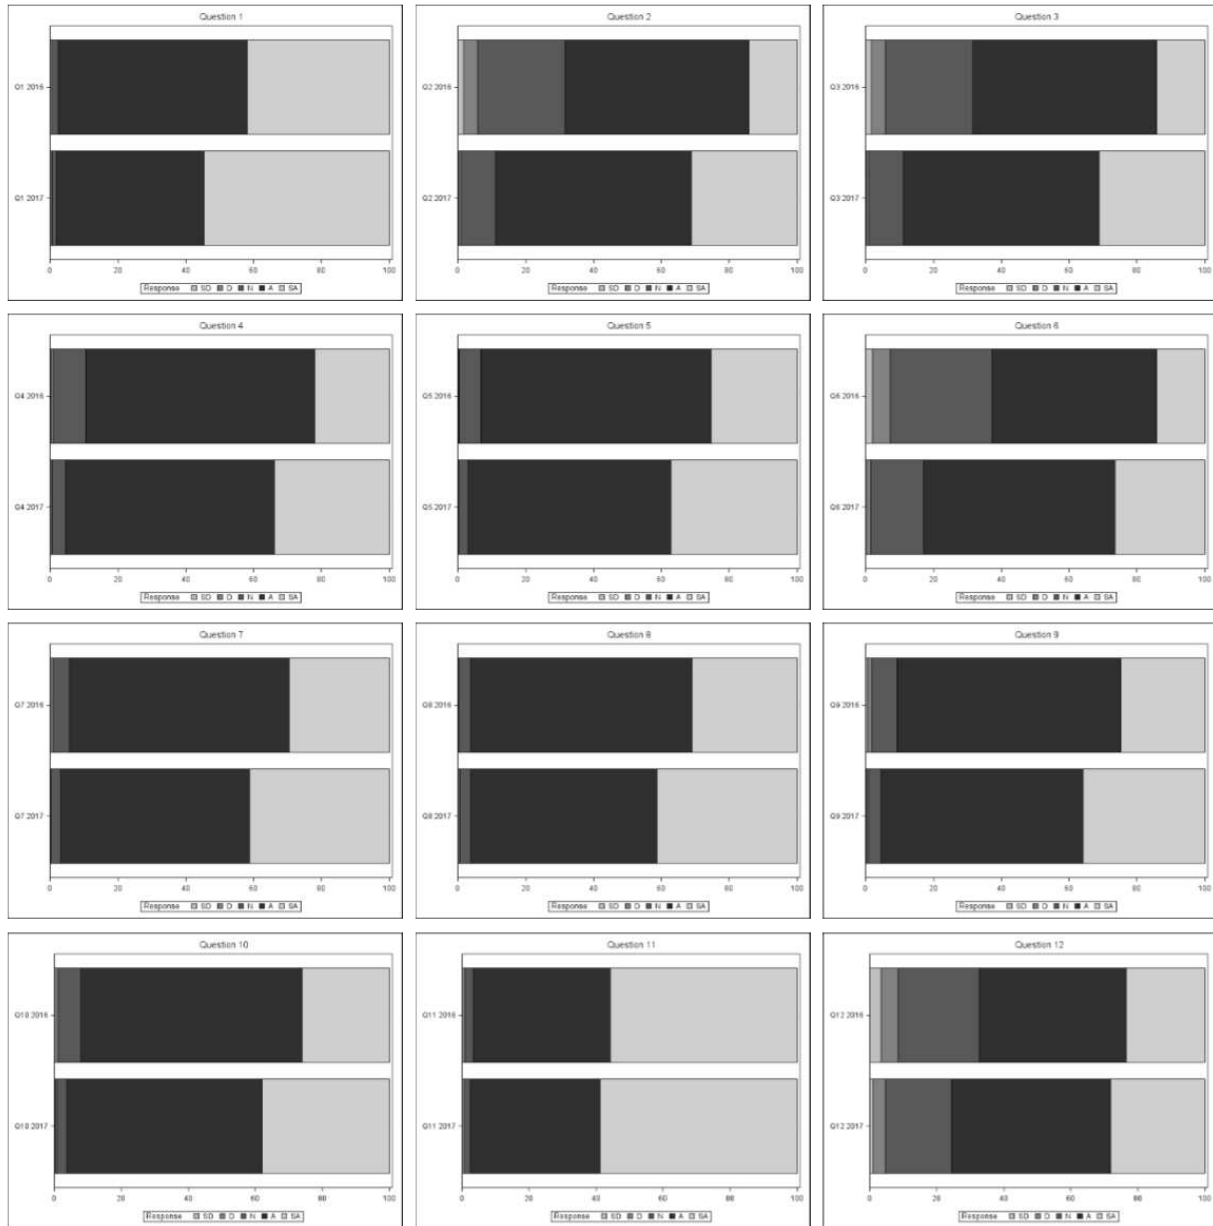 Question 1
Q1 2016
Q1 2017
0 20 40 60 80 100
Response SD D N A SA
Question 2
Q2 2016
Q2 2017
0 20 40 60 80 100
Response SD D N A SA
Question 3
Q3 2016
Q3 2017
0 20 40 60 80 100
Response SD D N A SA
Question 4
Q4 2016
Q4 2017
0 20 40 60 80 100
Response SD D N A SA
Question 5
Q5 2016
Q5 2017
0 20 40 60 80 100
Response SD D N A SA
Question 6
Q6 2016
Q6 2017
0 20 40 60 80 100
Response SD D N A SA
Question 7
Q7 2016
Q7 2017
0 20 40 60 80 100
Response SD D N A SA
Question 8
Q8 2016
Q8 2017
0 20 40 60 80 100
Response SD D N A SA
Question 9
Q9 2016
Q9 2017
0 20 40 60 80 100
Response SD D N A SA
Question 10
Q10 2016
Q10 2017
0 20 40 60 80 100
Response SD D N A SA
Question 11
Q11 2016
Q11 2017
0 20 40 60 80 100
Response SD D N A SA
Question 12
Q12 2016
Q12 2017
0 20 40 60 80 100
Response SD D N A SA